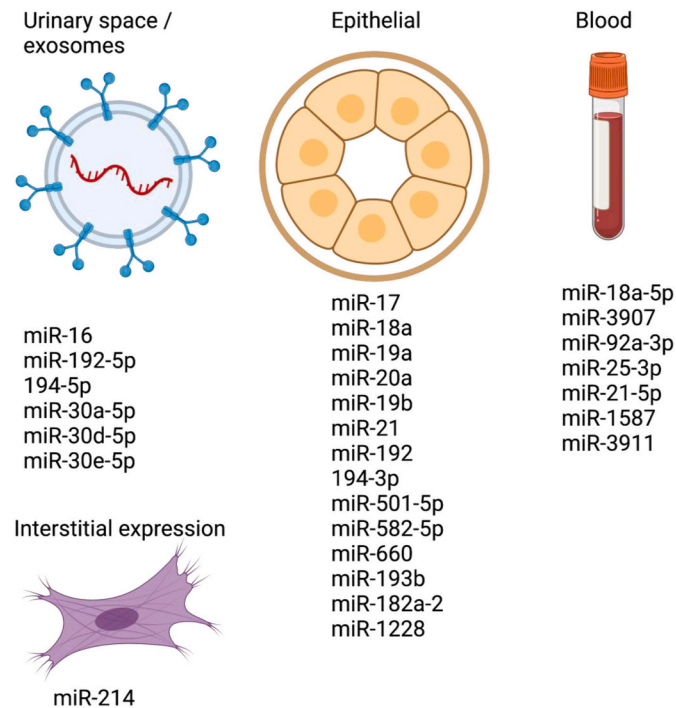 Urinary space /
exosomes
miR-16
miR-192-5p
194-5p
miR-30a-5p
miR-30d-5p
miR-30e-5p
Interstitial expression
miR-214
Epithelial
miR-17
miR-18a
miR-19a
miR-20a
miR-19b
miR-21
miR-192
194-3p
miR-501-5p
miR-582-5p
miR-660
miR-193b
miR-182a-2
miR-1228
Blood
miR-18a-5p
miR-3907
miR-92a-3p
miR-25-3p
miR-21-5p
miR-1587
miR-3911